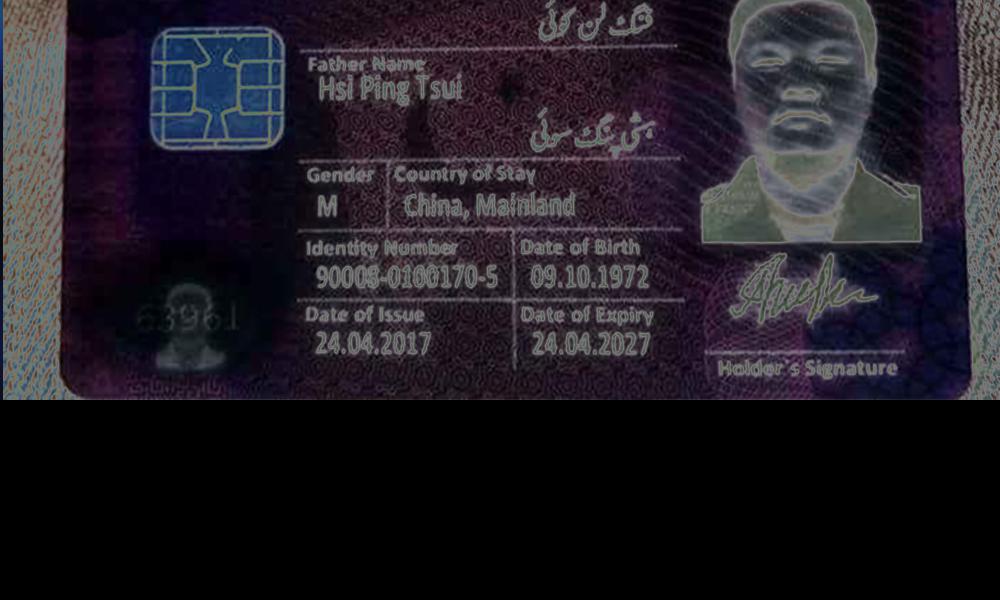 فنگ لن کوئی
Father Name
Hsi Ping Tsui
ہشی پنگ سوئی
Gender Country of Stay
M China, Mainland
Identity Number Date of Birth
90008-0100170-5 09.10.1972
Date of Issue Date of Expiry
24.04.2017 24.04.2027
63961
Holder's Signature